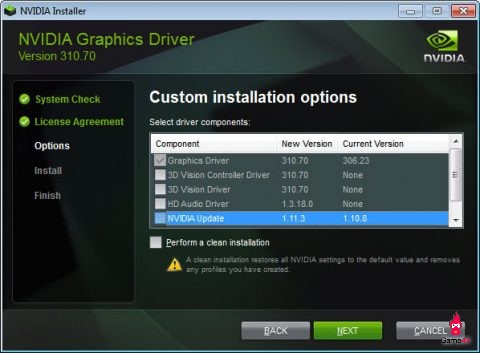 NVIDIA Installer
NVIDIA Graphics Driver
Version 310.70
NVIDIA
System Check
License Agreement
Options
Install
Finish
Custom installation options
Select driver components:
Component New Version Current Version
Graphics Driver 310.70 306.23
3D Vision Controller Driver 310.70 None
3D Vision Driver 310.70 None
HD Audio Driver 1.3.18.0 None
NVIDIA Update 1.11.3 1.10.8
Perform a clean installation
A clean installation restores all NVIDIA settings to the default value and removes
any profiles you have created.
BACK NEXT CANCEL